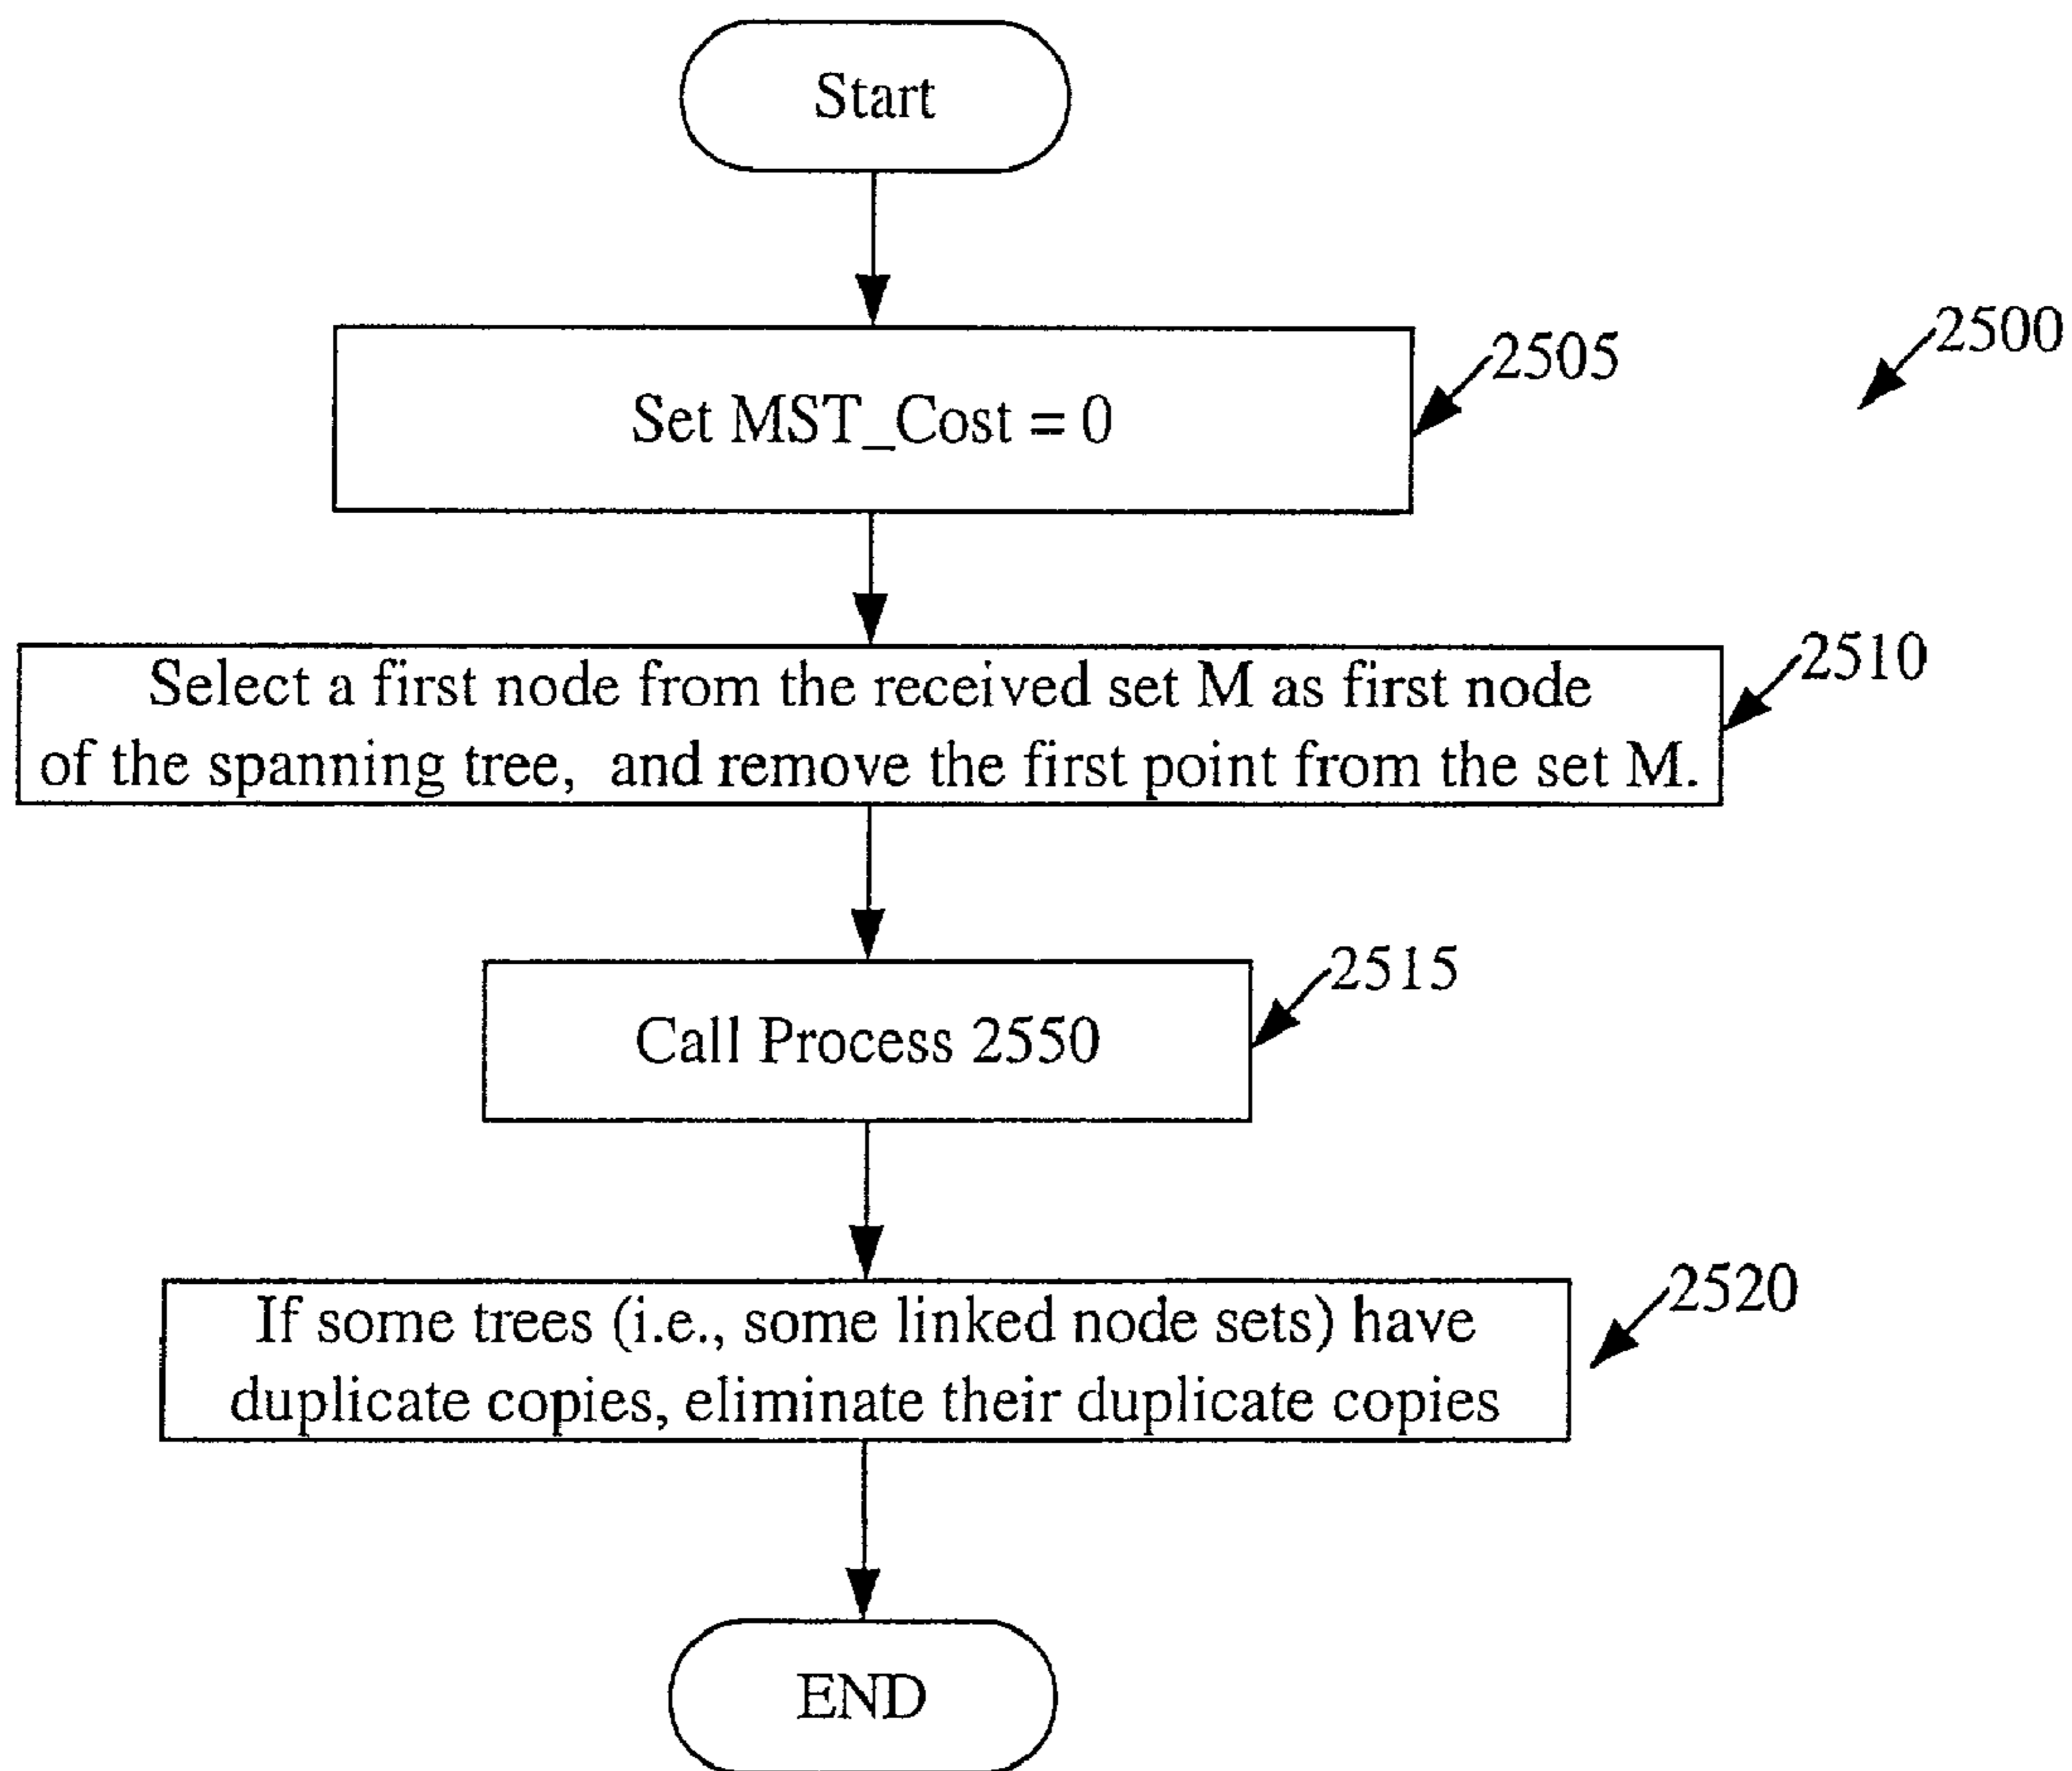 Start
2500
2505
Set MST_Cost = 0
2510
Select a first node from the received set M as first node
of the spanning tree, and remove the first point from the set M.
2515
Call Process 2550
2520
If some trees (i.e., some linked node sets) have
duplicate copies, eliminate their duplicate copies
END